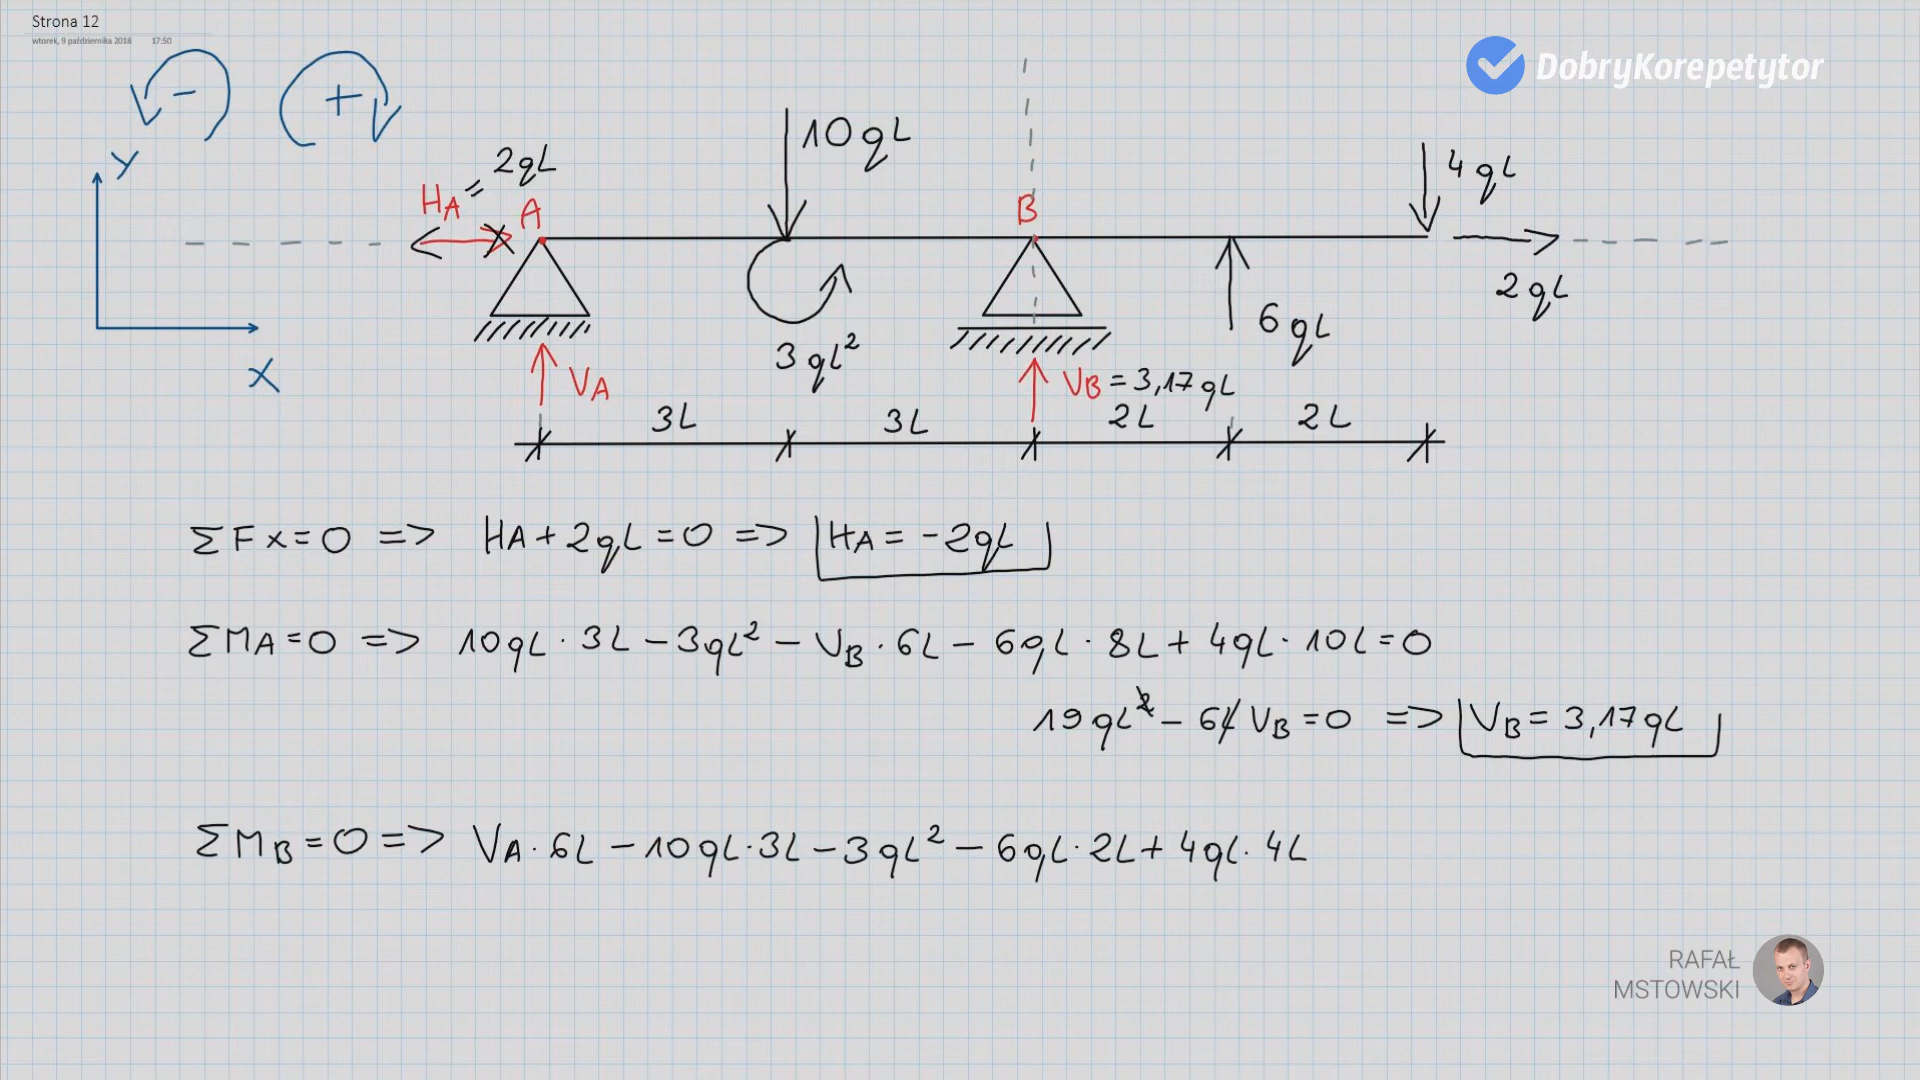 Strona 12
wtorek, 9 października 2018 17:50
DobryKorepetytor
- +
Y
X
HA = 2qL
A
10qL
B
4qL
2qL
3qL²
6qL
VA
VB = 3,17qL
3L 3L 2L 2L
ΣFx=0 => HA+2qL=0 => HA=-2qL
ΣMA=0 => 10qL·3L-3qL²-VB·6L-6qL·8L+4qL·10L=0
19qL²-6LVB=0 => VB=3,17qL
ΣMB=0 => VA·6L-10qL·3L-3qL²-6qL·2L+4qL·4L
RAFAŁ
MSTOWSKI